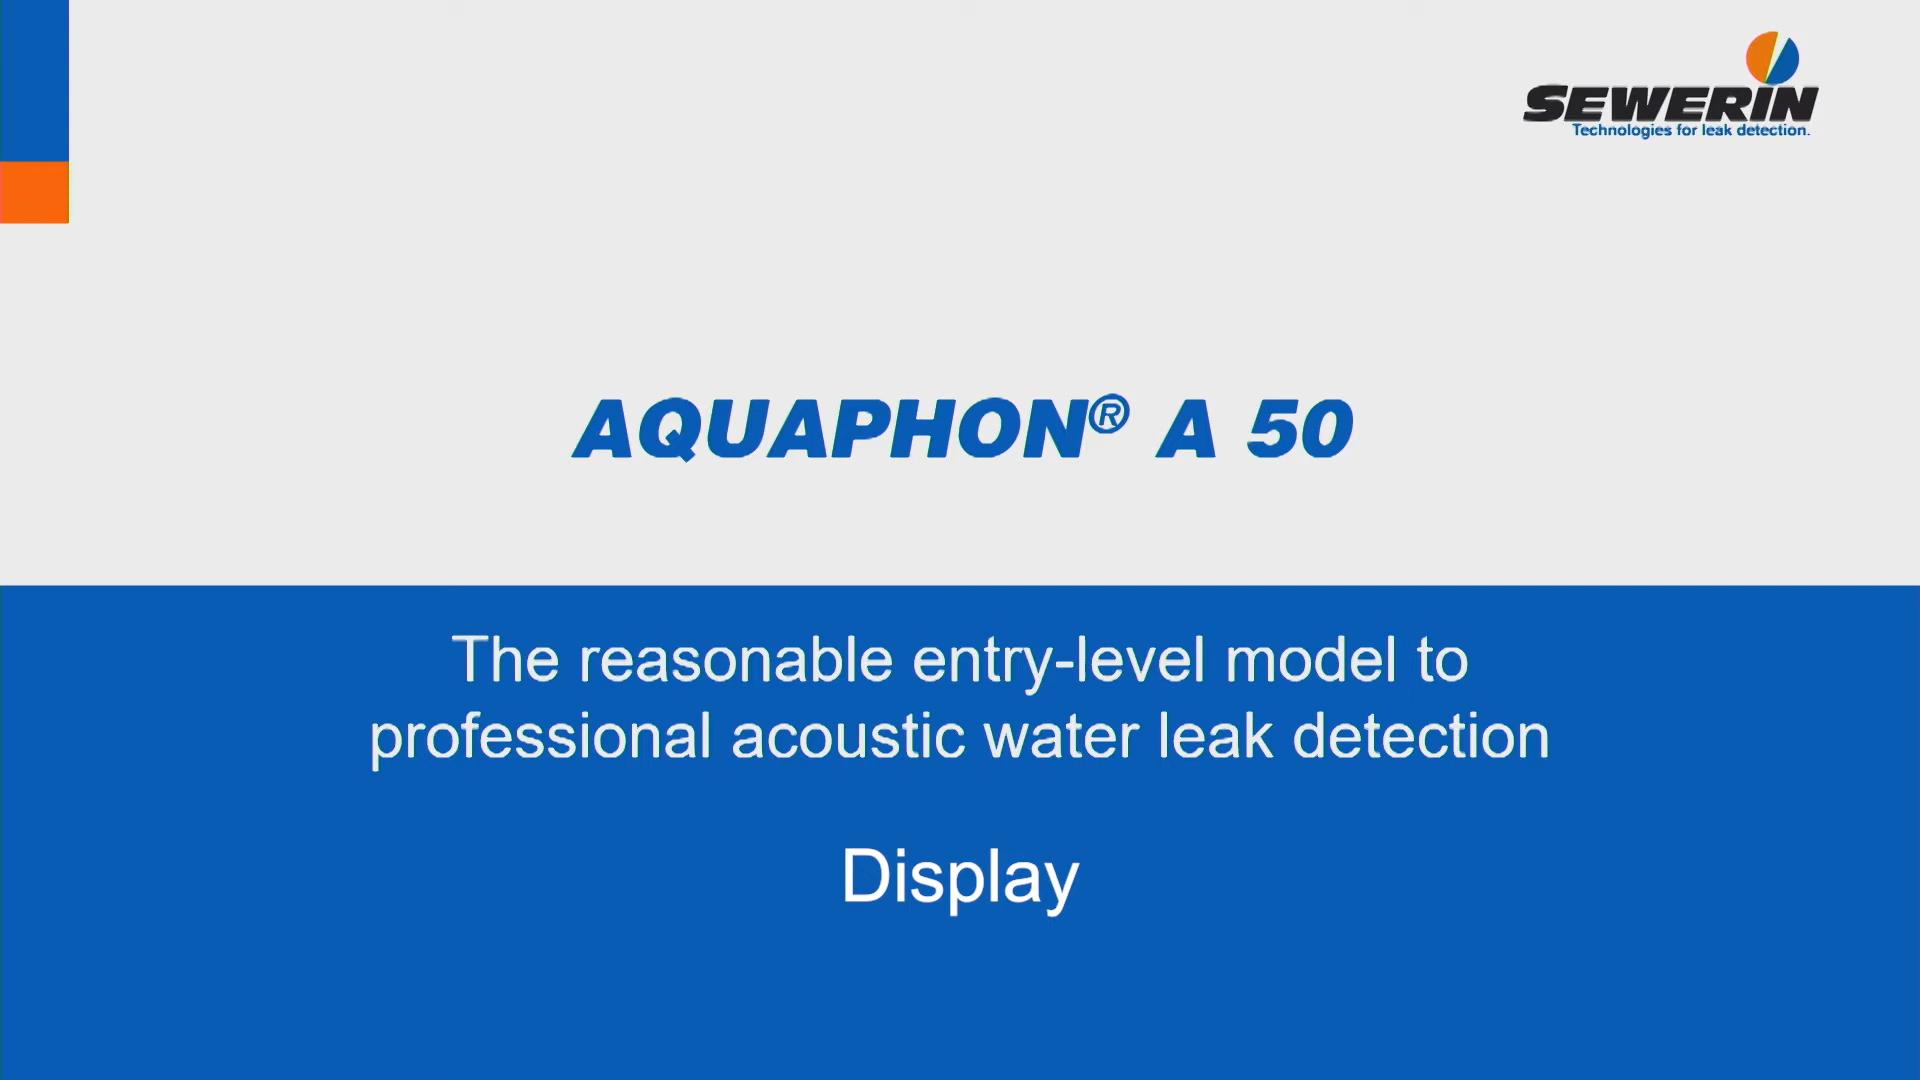 SEWERIN
Technologies for leak detection.
AQUAPHON® A 50
The reasonable entry-level model to
professional acoustic water leak detection
Display